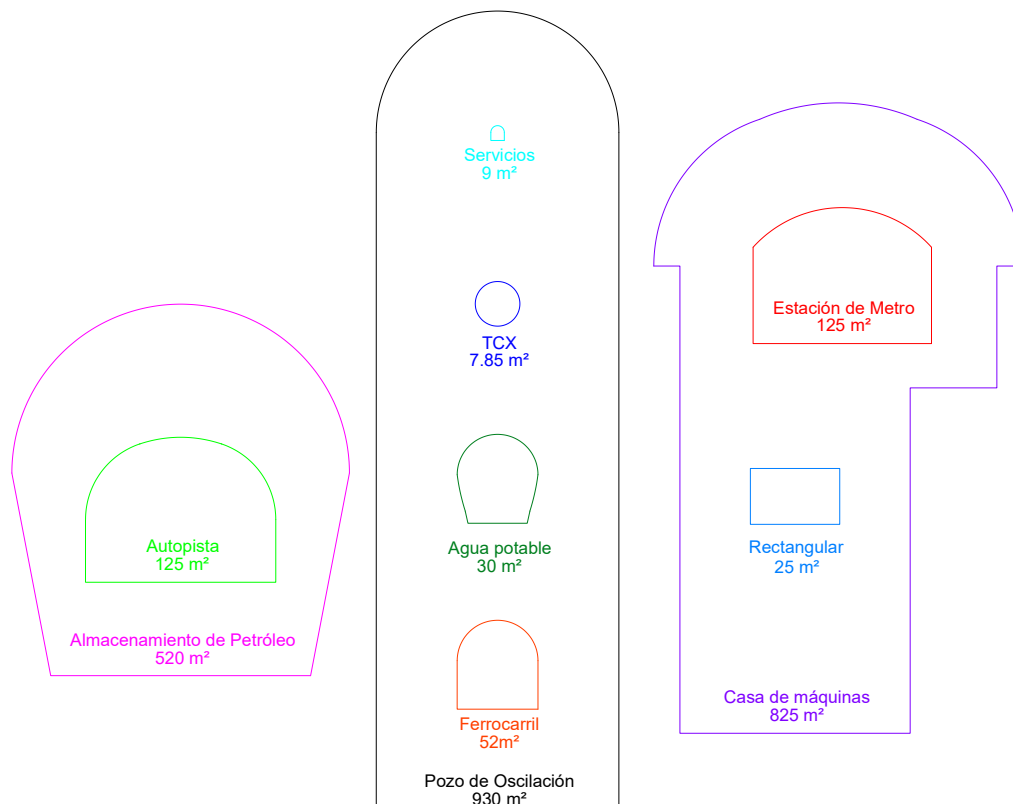 Servicios
9 m²
TCX
7.85 m²
Estación de Metro
125 m²
Autopista
125 m²
Agua potable
30 m²
Rectangular
25 m²
Almacenamiento de Petróleo
520 m²
Ferrocarril
52m²
Casa de máquinas
825 m²
Pozo de Oscilación
930 m²